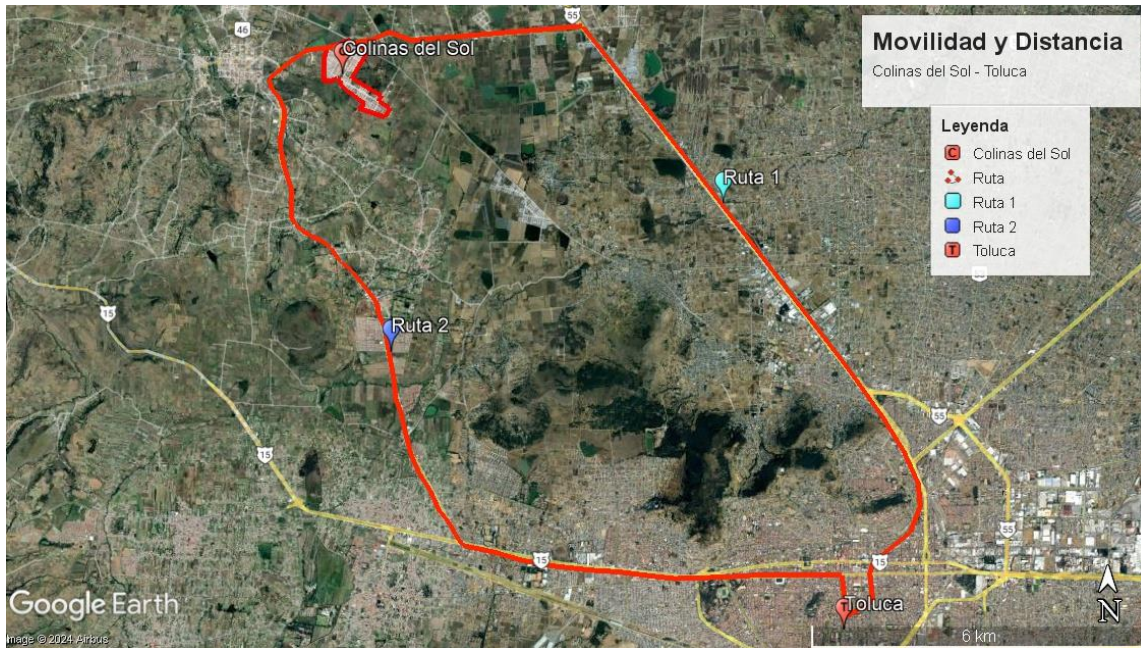 55
46
Colinas del Sol
Movilidad y Distancia
Colinas del Sol - Toluca
Leyenda
Colinas del Sol
C
Ruta
Ruta 1
Ruta 2
T
Toluca
Ruta 1
15
Ruta 2
55
15
55
15
15
Google Earth
T
Toluca
N
Image © 2024 Airbus
6 km